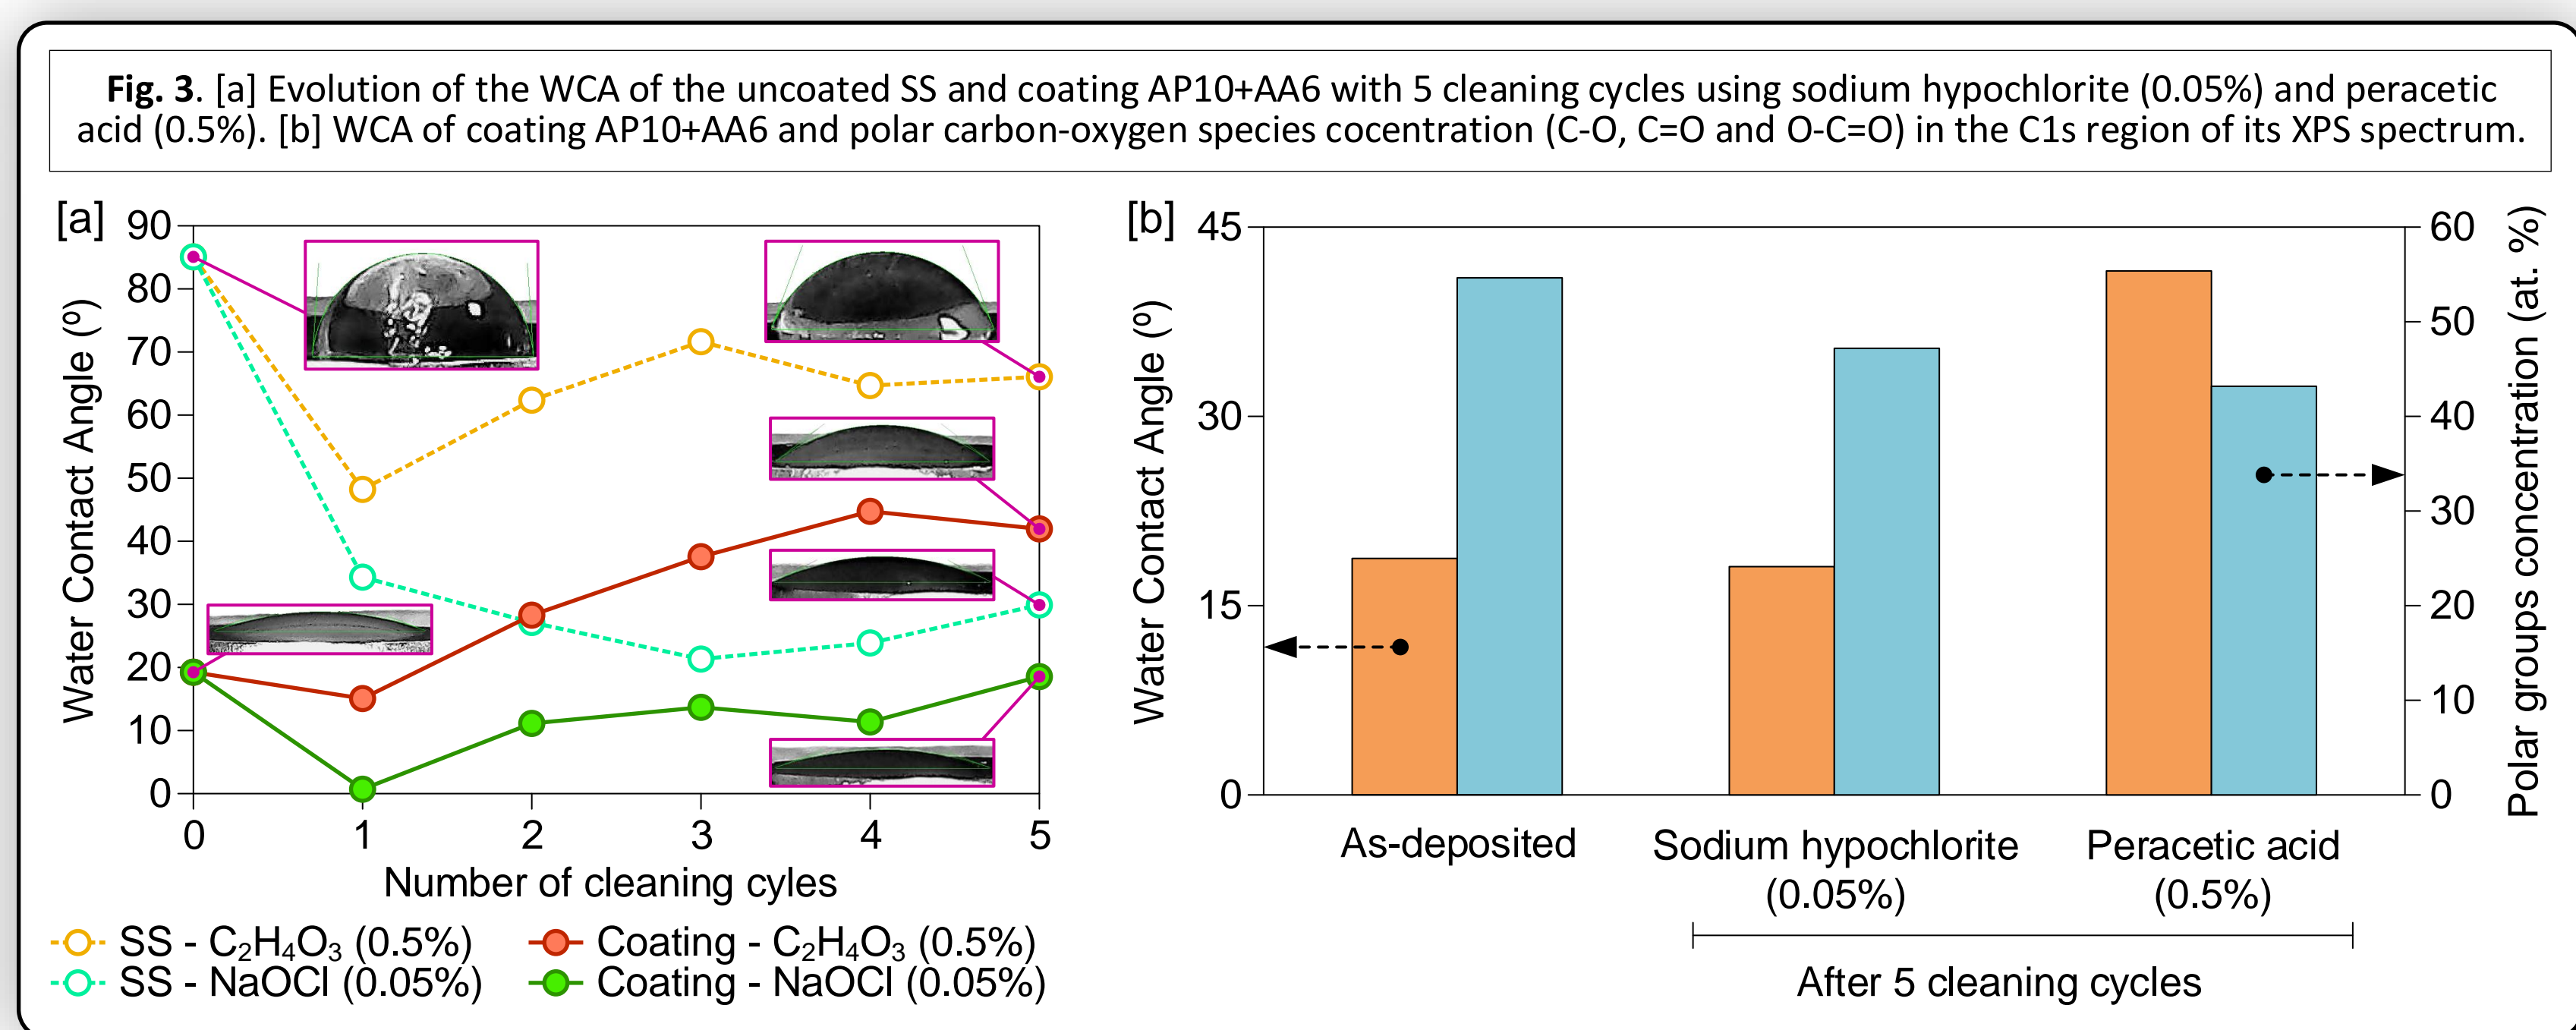 Fig. 3. [a] Evolution of the WCA of the uncoated SS and coating AP10+AA6 with 5 cleaning cycles using sodium hypochlorite (0.05%) and peracetic
acid (0.5%). [b] WCA of coating AP10+AA6 and polar carbon-oxygen species cocentration (C-O, C=O and O-C=O) in the C1s region of its XPS spectrum.
[a]
Water Contact Angle (º)
90
80
70
60
50
40
30
20
10
0
0 1 2 3 4 5
Number of cleaning cyles
SS - C₂H₄O₃ (0.5%)
Coating - C₂H₄O₃ (0.5%)
SS - NaOCl (0.05%)
Coating - NaOCl (0.05%)
[b]
Water Contact Angle (º)
45
30
15
0
60
50
40
30
20
10
0
Polar groups concentration (at. %)
As-deposited
Sodium hypochlorite
(0.05%)
Peracetic acid
(0.5%)
After 5 cleaning cycles